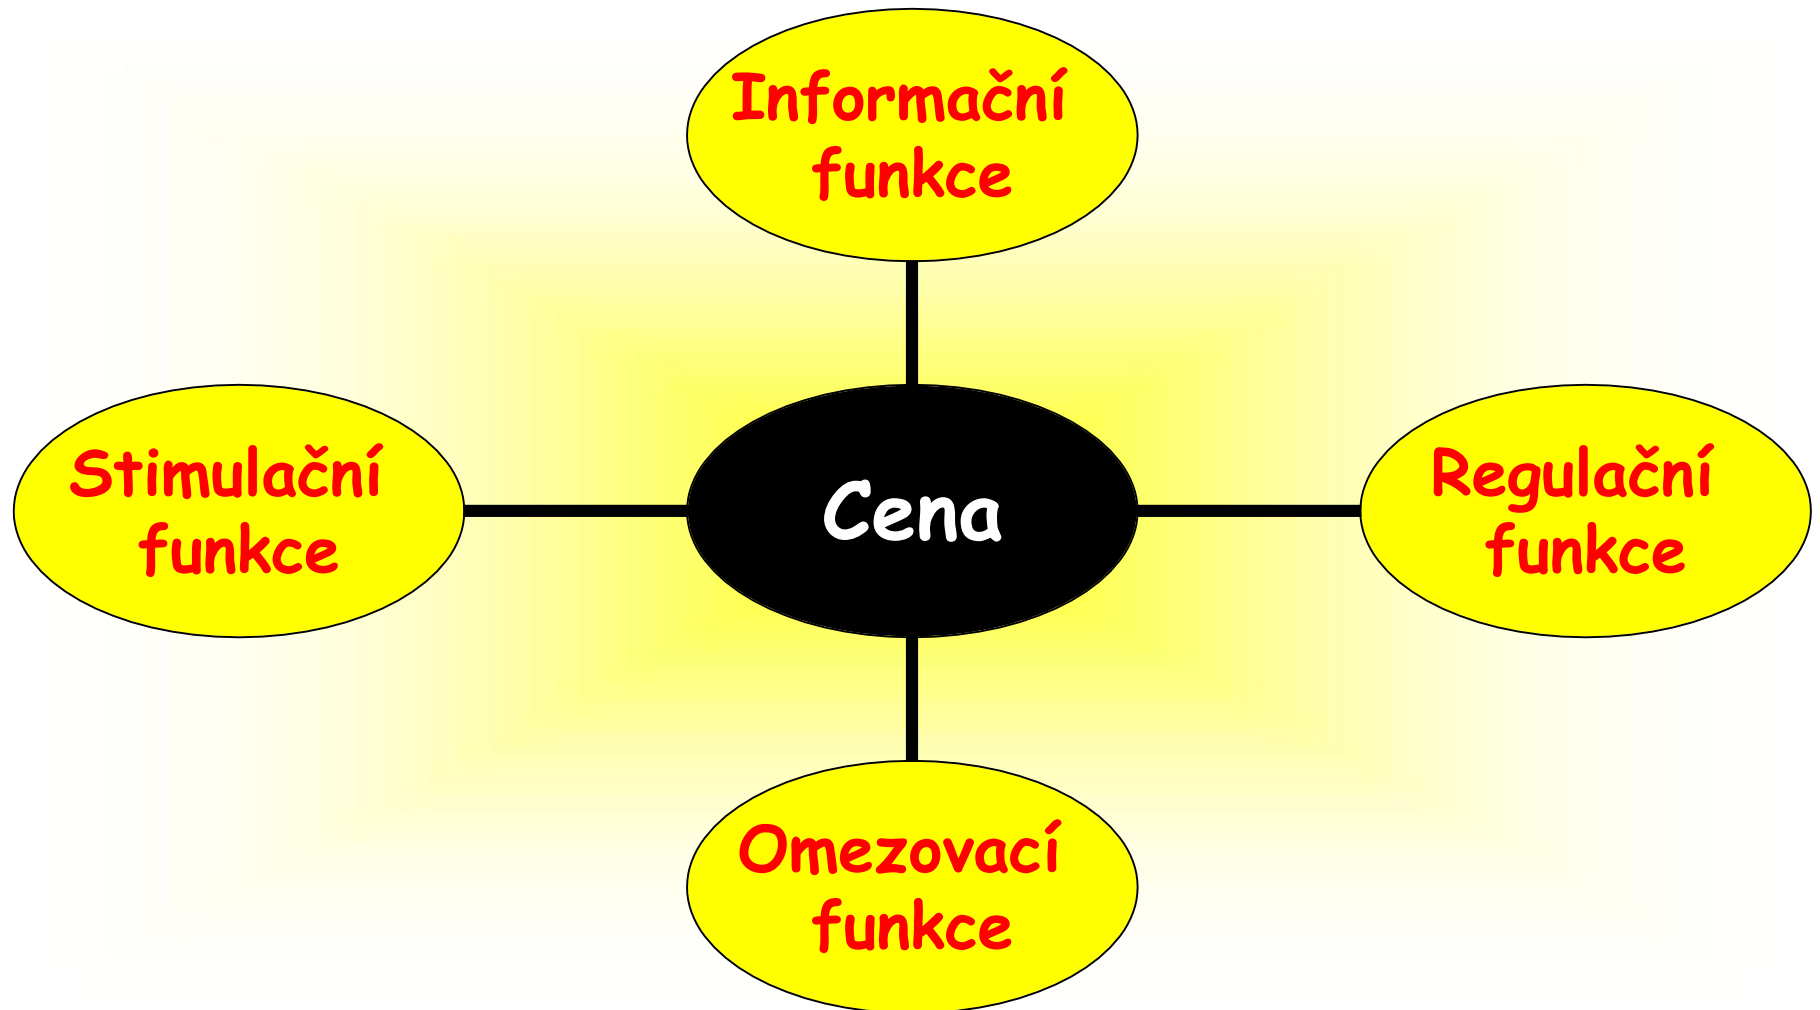 Informační
funkce
Stimulační
funkce
Cena
Regulační
funkce
Omezovací
funkce